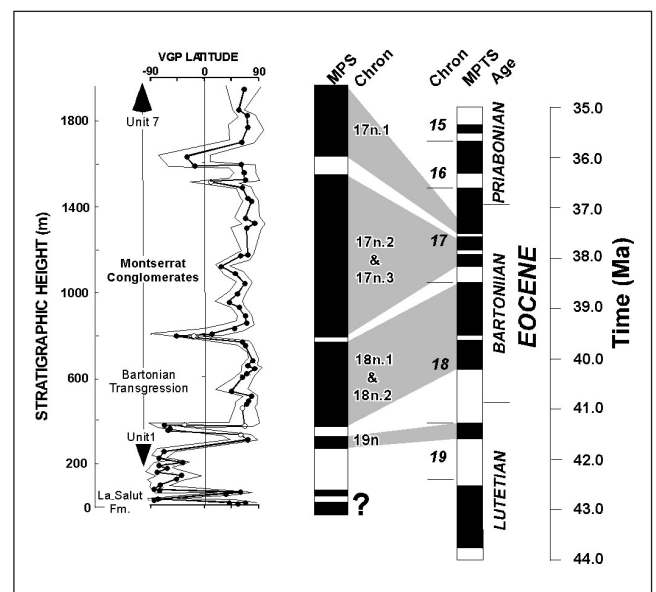 VGP LATITUDE
-90 0 90
STRATIGRAPHIC HEIGHT (m)
1800
1400
1000
600
200
0
Unit 7
Montserrat
Conglomerates
Bartonian
Transgression
Unit1
La Salut
Fm.
MPS
Chron
17n.1
17n.2
&
17n.3
18n.1
&
18n.2
19n
?
Chron
MPTS
Age
15
16
17
18
19
PRIABONIAN
BARTONIIAN
LUTETIAN
EOCENE
35.0
36.0
37.0
38.0
39.0
40.0
41.0
42.0
43.0
44.0
Time (Ma)